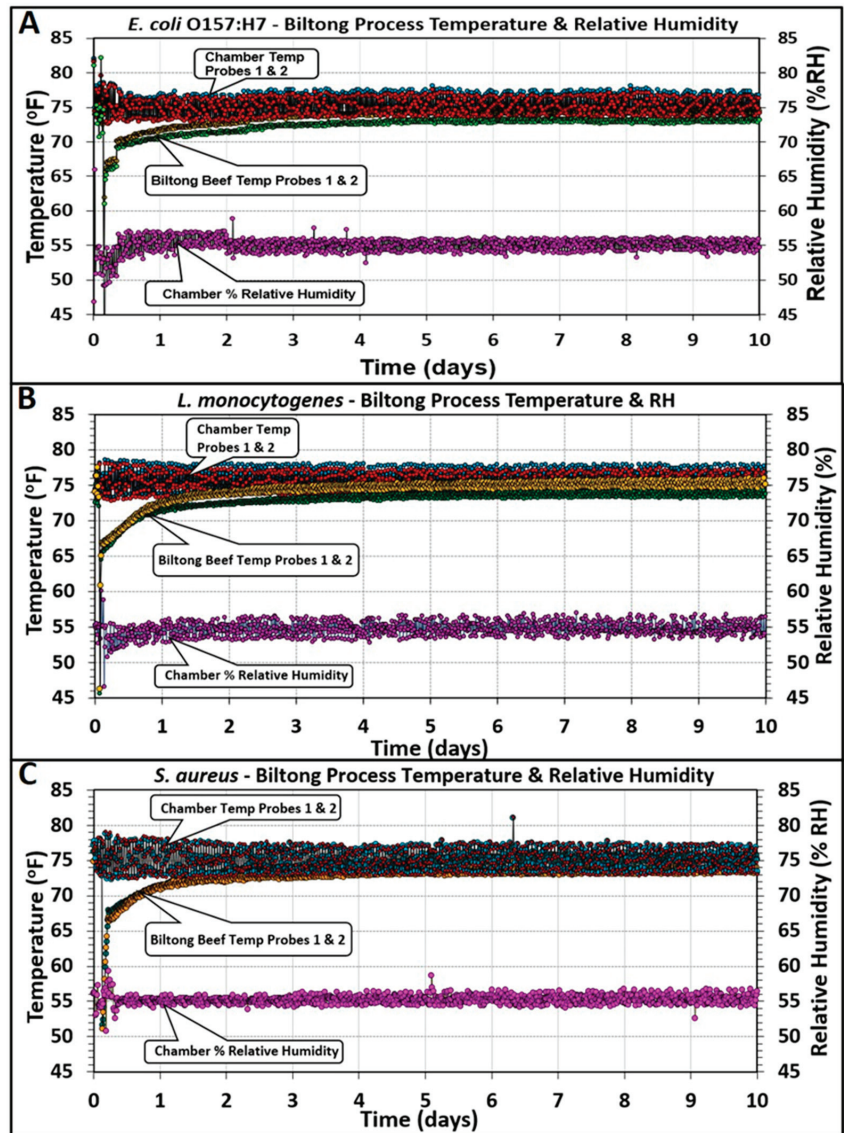 A
E. coli O157:H7 - Biltong Process Temperature & Relative Humidity
85
80
75
70
65
60
55
50
45
Temperature (ºF)
Chamber Temp
Probes 1 & 2
Biltong Beef Temp Probes 1 & 2
Chamber % Relative Humidity
85
80
75
70
65
60
55
50
45
Relative Humidity (%RH)
0 1 2 3 4 5 6 7 8 9 10
Time (days)
B
L. monocytogenes - Biltong Process Temperature & RH
85
80
75
70
65
60
55
50
45
Temperature (ºF)
Chamber Temp
Probes 1 & 2
Biltong Beef Temp Probes 1 & 2
Chamber % Relative Humidity
85
80
75
70
65
60
55
50
45
Relative Humidity (%)
0 1 2 3 4 5 6 7 8 9 10
Time (days)
C
S. aureus - Biltong Process Temperature & Relative Humidity
85
80
75
70
65
60
55
50
45
Temperature (ºF)
Chamber Temp Probes 1 & 2
Biltong Beef Temp Probes 1 & 2
Chamber % Relative Humidity
85
80
75
70
65
60
55
50
45
Relative Humidity (% RH)
0 1 2 3 4 5 6 7 8 9 10
Time (days)